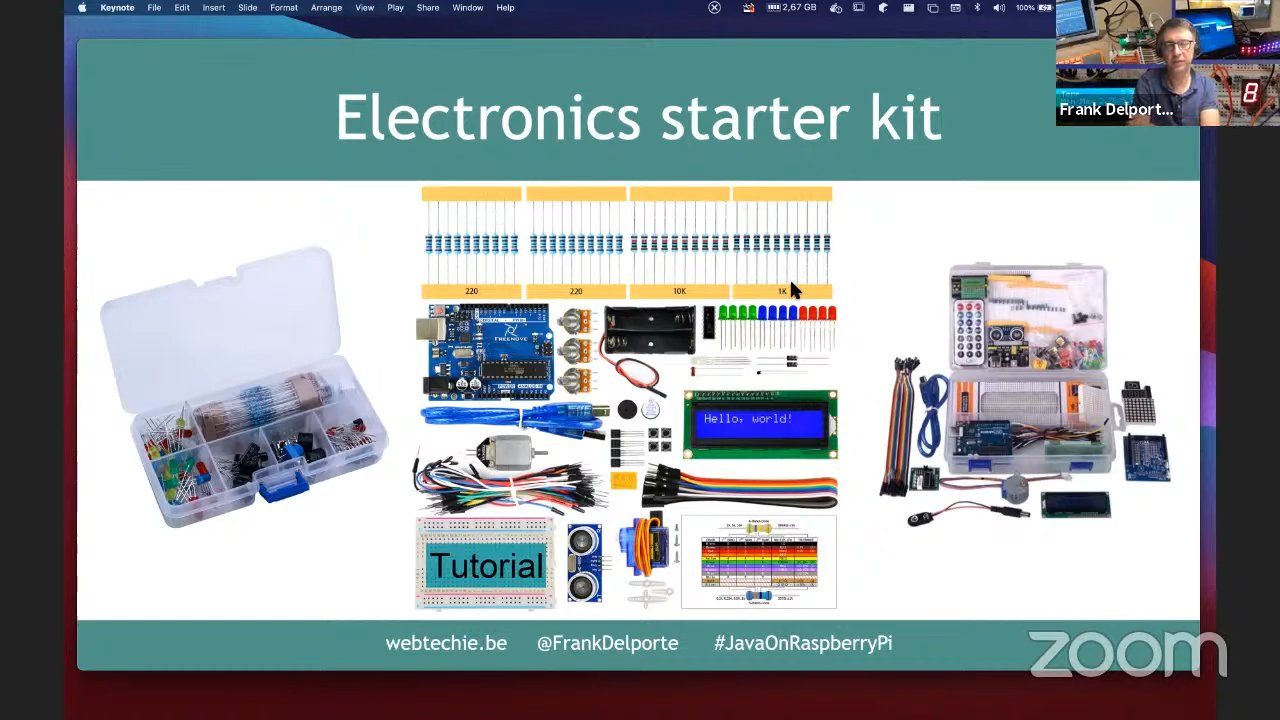 Keynote File Edit Insert Slide Format Arrange View Play Share Window Help 2,67 GB 100%
Frank Delport...
Electronics starter kit
220 220 10K 1K
FREENOVE
Hello, world!
Tutorial
webtechie.be @FrankDelporte #JavaOnRaspberryPi
zoom